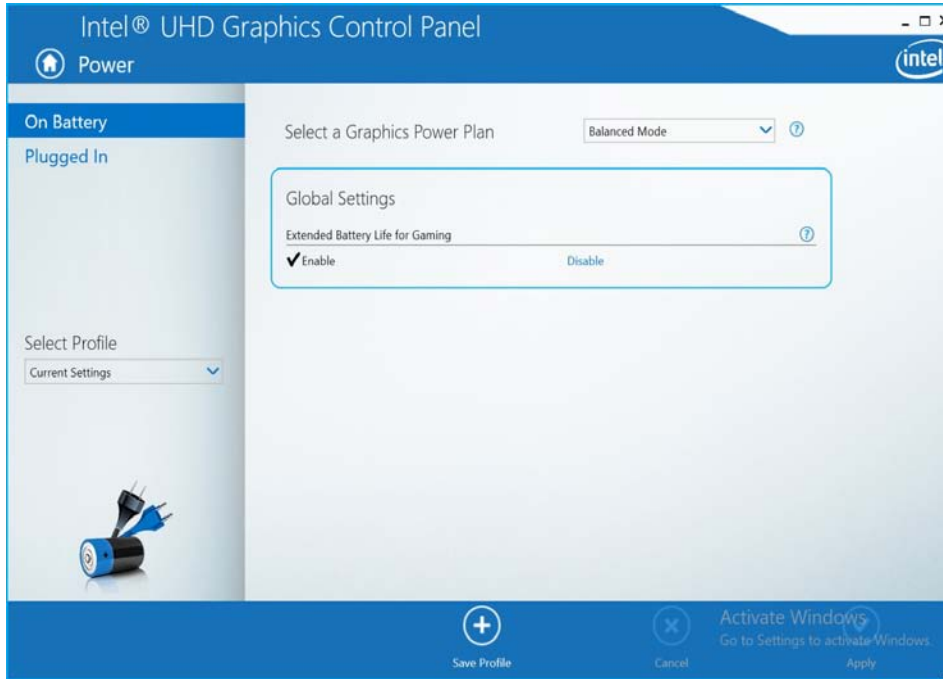 Intel® UHD Graphics Control Panel
Power
intel
On Battery
Plugged In
Select a Graphics Power Plan
Balanced Mode
Global Settings
Extended Battery Life for Gaming
Enable
Disable
Select Profile
Current Settings
Save Profile
Cancel
Apply
Activate Windows
Go to Settings to activate Windows.